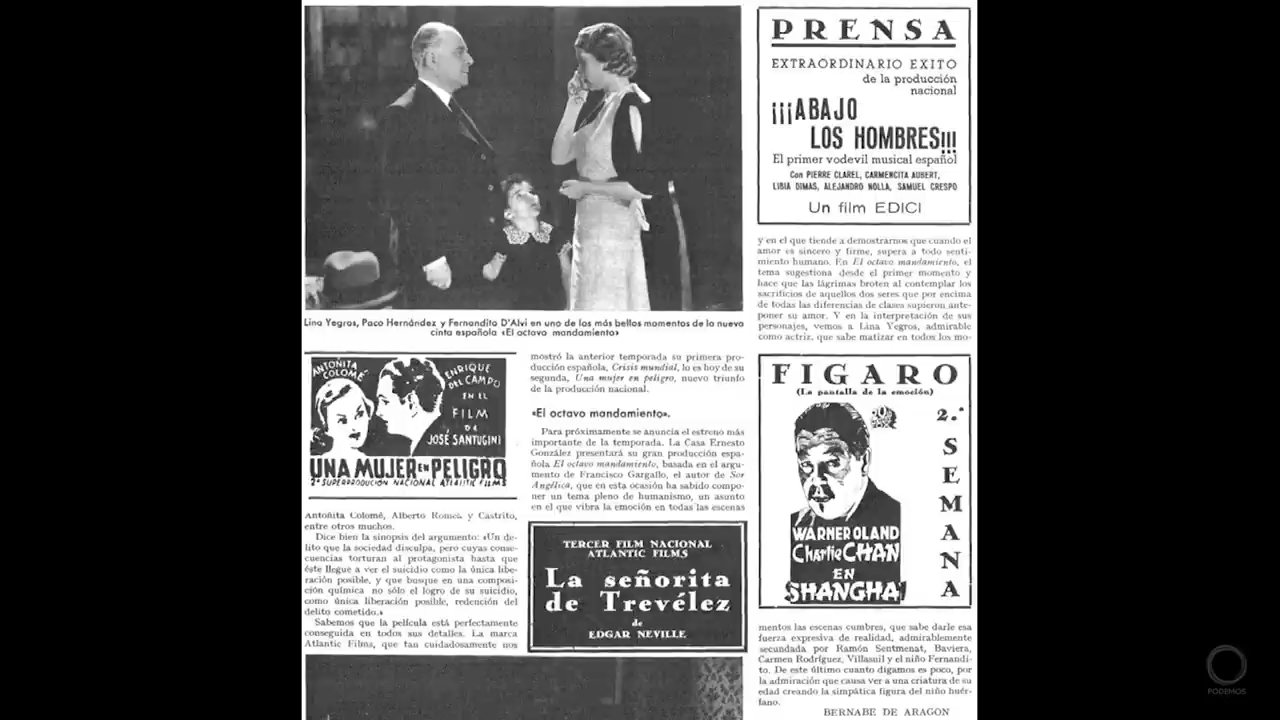 Lina Yegros, Paco Hernández y Fernandito D'Alvi en uno de los más bellos momentos de la nueva
cinta española «El octavo mandamiento»
ANTOÑITA
COLOMÉ
ENRIQUE
DEL CAMPO
EN EL
FILM
DE
JOSÉ SANTUGINI
UNA MUJER EN PELIGRO
2ª SUPERPRODUCION NACIONAL ATLANTIC FILMS
Antoñita Colomé, Alberto Romea y Castrito,
entre otros muchos.
Dice bien la sinopsis del argumento: «Un de-
lito que la sociedad disculpa, pero cuyas conse-
cuencias torturan al protagonista hasta que
éste llegue a ver el suicidio como la única libe-
ración posible, y que busque en una composi-
ción química no sólo el logro de su suicidio,
como única liberación posible, redención del
delito cometido.»
Sabemos que la película está perfectamente
conseguida en todos sus detalles. La marca
Atlantic Films, que tan cuidadosamente nos
mostró la anterior temporada su primera pro-
ducción española, Crisis mundial, lo es hoy de su
segunda, Una mujer en peligro, nuevo triunfo
de la producción nacional.
«El octavo mandamiento».
Para próximamente se anuncia el estreno más
importante de la temporada. La Casa Ernesto
González presentará su gran producción espa-
ñola El octavo mandamiento, basada en el argu-
mento de Francisco Gargallo, el autor de Sor
Angélica, que en esta ocasión ha sabido compo-
ner un tema pleno de humanismo, un asunto
en el que vibra la emoción en todas las escenas
TERCER FILM NACIONAL
ATLANTIC FILMS
La señorita
de Trevélez
de
EDGAR NEVILLE
PRENSA
EXTRAORDINARIO EXITO
de la producción
nacional
¡¡¡ABAJO
LOS HOMBRES!!!
El primer vodevil musical español
Con PIERRE CLAREL, CARMENCITA AUBERT,
LIBIA DIMAS, ALEJANDRO NOLLA, SAMUEL CRESPO
Un film EDICI
y en el que tiende a demostrarnos que cuando el
amor es sincero y firme, supera a todo senti-
miento humano. En El octavo mandamiento, el
tema sugestiona desde el primer momento y
hace que las lágrimas broten al contemplar los
sacrificios de aquellos dos seres que por encima
de todas las diferencias de clases supieron ante-
poner su amor. Y en la interpretación de sus
personajes, vemos a Lina Yegros, admirable
como actriz, que sabe matizar en todos los mo-
FIGARO
(La pantalla de la emoción)
2.ª
SEMANA
WARNER OLAND
Charlie CHAN
EN
SHANGHAI
mentos las escenas cumbres, que sabe darle esa
fuerza expresiva de realidad, admirablemente
secundada por Ramón Sentmenat, Baviera,
Carmen Rodríguez, Villasuil y el niño Fernandi-
to. De este último cuanto digamos es poco, por
la admiración que causa ver a una criatura de su
edad creando la simpática figura del niño huér-
fano.
BERNABE DE ARAGON
PODEMOS